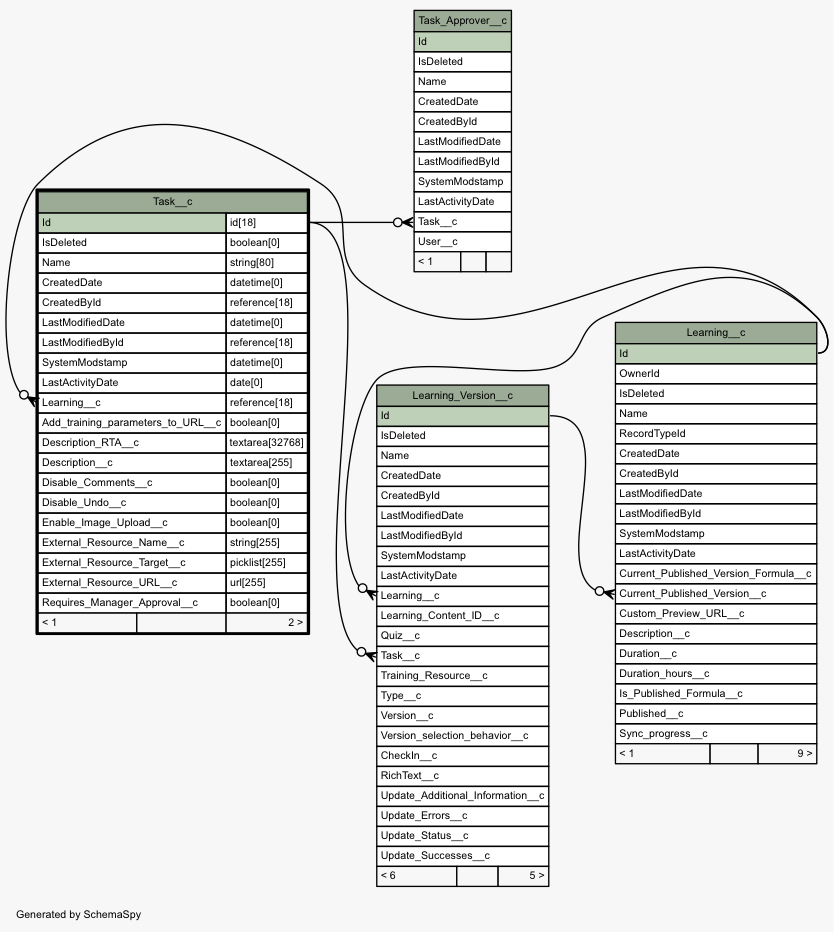 Task_Approver__c
Id
IsDeleted
Name
CreatedDate
CreatedById
LastModifiedDate
LastModifiedById
SystemModstamp
LastActivityDate
Task__c
User__c
< 1
Task__c
Id id[18]
IsDeleted boolean[0]
Name string[80]
CreatedDate datetime[0]
CreatedById reference[18]
LastModifiedDate datetime[0]
LastModifiedById reference[18]
SystemModstamp datetime[0]
LastActivityDate date[0]
Learning__c reference[18]
Add_training_parameters_to_URL__c boolean[0]
Description_RTA__c textarea[32768]
Description__c textarea[255]
Disable_Comments__c boolean[0]
Disable_Undo__c boolean[0]
Enable_Image_Upload__c boolean[0]
External_Resource_Name__c string[255]
External_Resource_Target__c picklist[255]
External_Resource_URL__c url[255]
Requires_Manager_Approval__c boolean[0]
< 1 2 >
Learning_Version__c
Id
IsDeleted
Name
CreatedDate
CreatedById
LastModifiedDate
LastModifiedById
SystemModstamp
LastActivityDate
Learning__c
Learning_Content_ID__c
Quiz__c
Task__c
Training_Resource__c
Type__c
Version__c
Version_selection_behavior__c
CheckIn__c
RichText__c
Update_Additional_Information__c
Update_Errors__c
Update_Status__c
Update_Successes__c
< 6 5 >
Learning__c
Id
OwnerId
IsDeleted
Name
RecordTypeId
CreatedDate
CreatedById
LastModifiedDate
LastModifiedById
SystemModstamp
LastActivityDate
Current_Published_Version_Formula__c
Current_Published_Version__c
Custom_Preview_URL__c
Description__c
Duration__c
Duration_hours__c
Is_Published_Formula__c
Published__c
Sync_progress__c
< 1 9 >
Generated by SchemaSpy